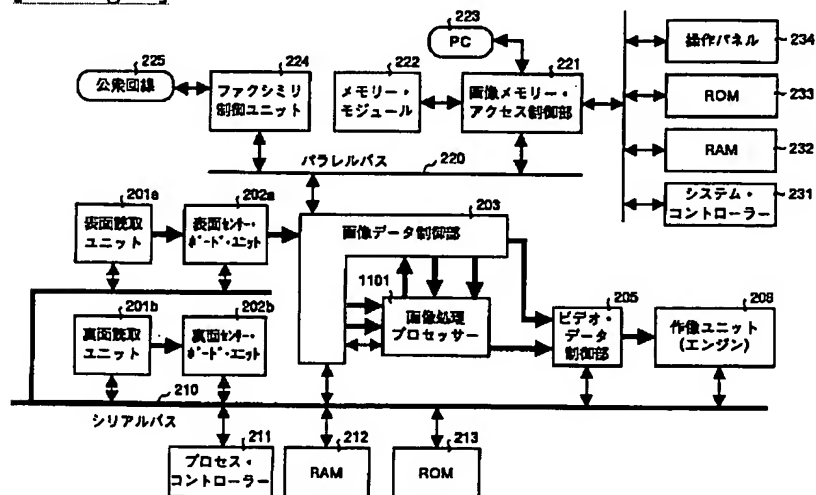 223
PC
225
公衆回線
224
ファクシミリ
制御ユニット
222
メモリー・
モジュール
221
画像メモリー・
アクセス制御部
操作パネル
234
ROM
233
RAM
232
システム・
コントローラー
231
パラレルバス
220
201a
表面読取
ユニット
202a
表面センサー・
ボード・ユニット
203
画像データ制御部
1101
画像処理
プロセッサー
205
ビデオ・
データ
制御部
208
作像ユニット
(エンジン)
201b
裏面読取
ユニット
202b
裏面センサー・
ボード・ユニット
210
シリアルバス
211
プロセス・
コントローラー
212
RAM
213
ROM